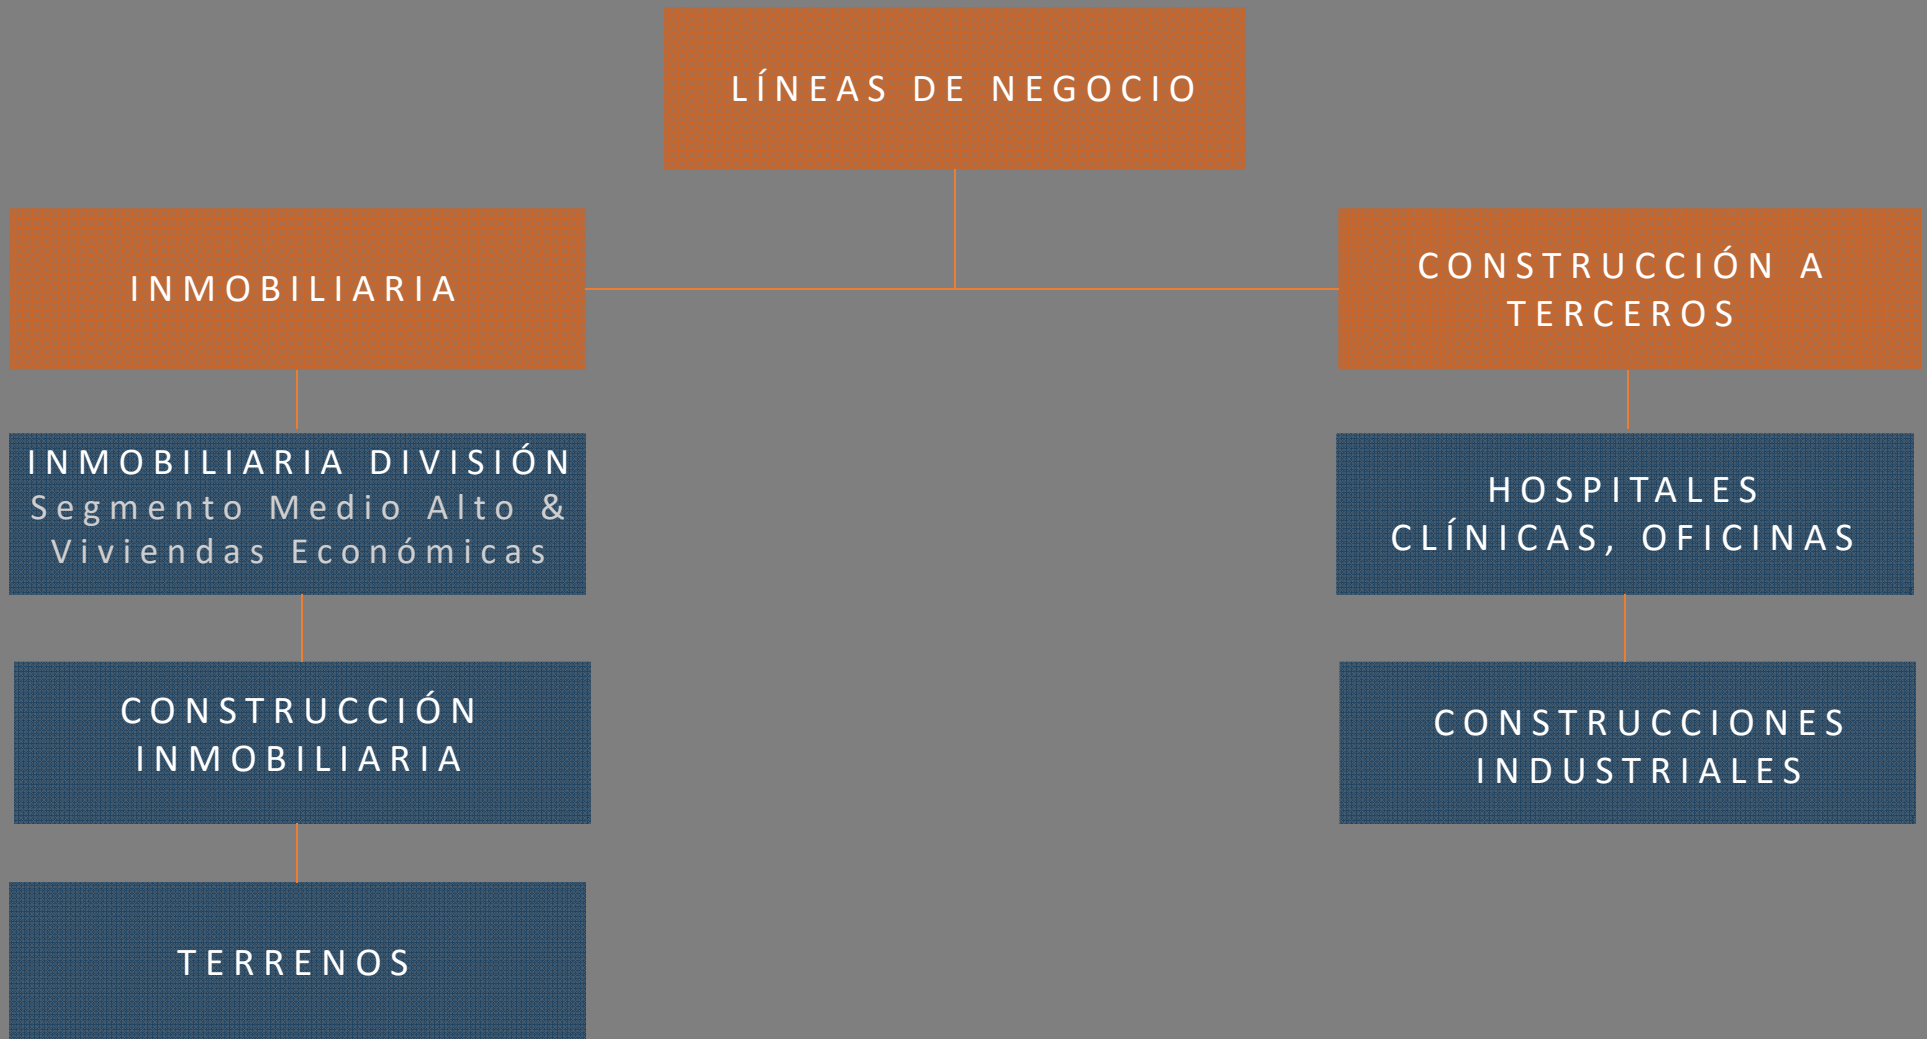 LÍNEAS DE NEGOCIO
INMOBILIARIA
CONSTRUCCIÓN A
TERCEROS
INMOBILIARIA DIVISIÓN
Segmento Medio Alto &
Viviendas Económicas
HOSPITALES
CLÍNICAS, OFICINAS
CONSTRUCCIÓN
INMOBILIARIA
CONSTRUCCIONES
INDUSTRIALES
TERRENOS